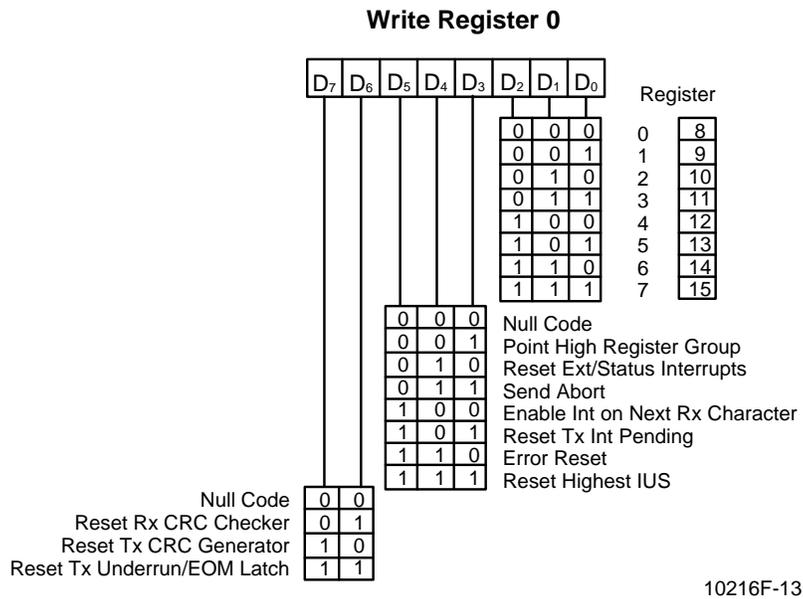 Write Register 0
D7 D6 D5 D4 D3 D2 D1 D0
Register
0 0 0 0 8
0 0 1 1 9
0 1 0 2 10
0 1 1 3 11
1 0 0 4 12
1 0 1 5 13
1 1 0 6 14
1 1 1 7 15
0 0 0 Null Code
0 0 1 Point High Register Group
0 1 0 Reset Ext/Status Interrupts
0 1 1 Send Abort
1 0 0 Enable Int on Next Rx Character
1 0 1 Reset Tx Int Pending
1 1 0 Error Reset
1 1 1 Reset Highest IUS
Null Code 0 0
Reset Rx CRC Checker 0 1
Reset Tx CRC Generator 1 0
Reset Tx Underrun/EOM Latch 1 1
10216F-13